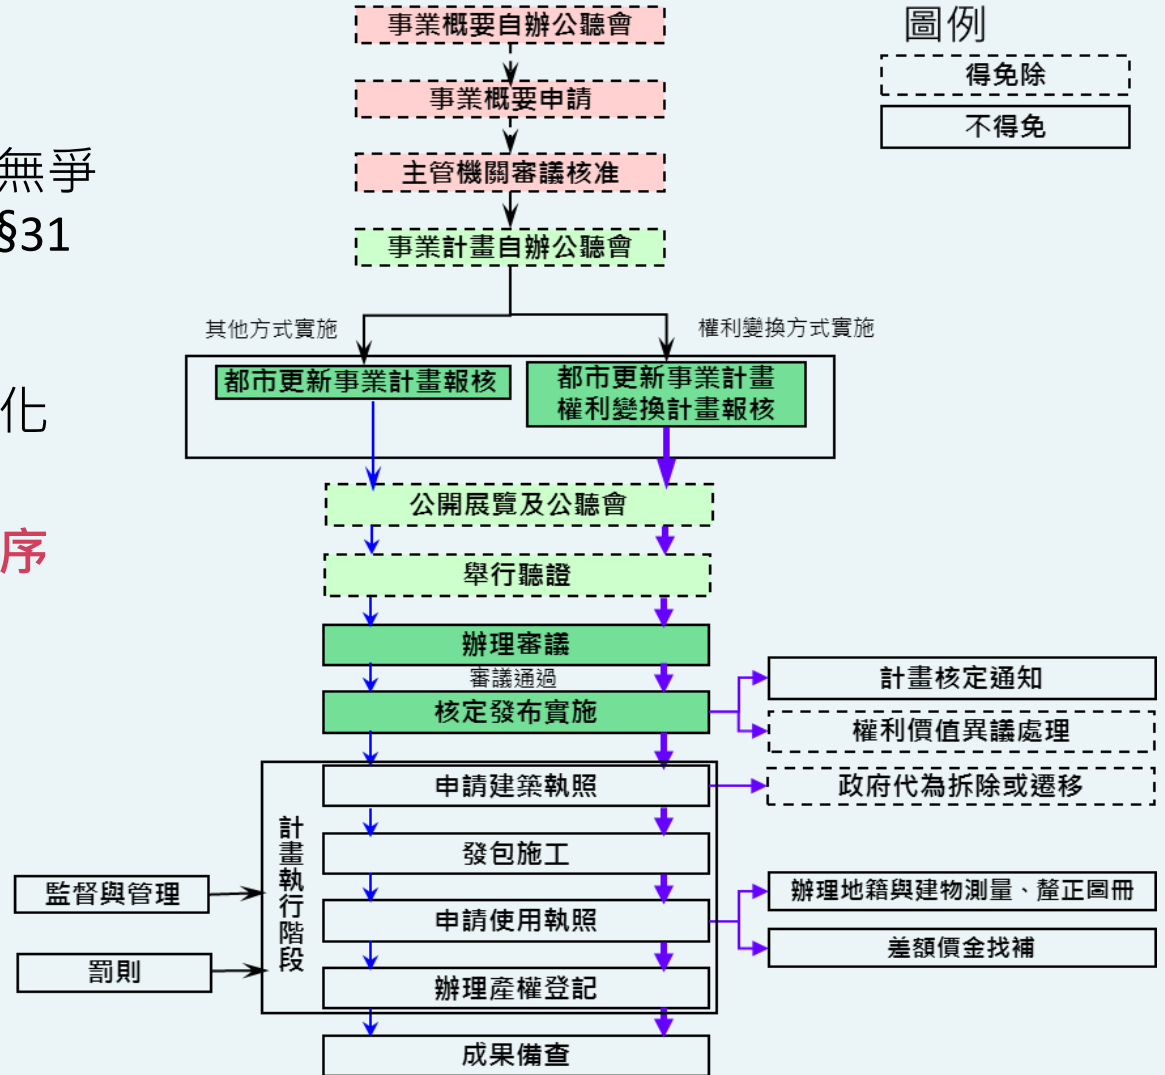 事業概要自辦公聽會
圖例
得免除
不得免
事業概要申請
主管機關審議核准
無爭
§31
事業計畫自辦公聽會
其他方式實施
權利變換方式實施
都市更新事業計畫報核
都市更新事業計畫
權利變換計畫報核
化
公開展覽及公聽會
序
舉行聽證
辦理審議
審議通過
核定發布實施
計畫核定通知
權利價值異議處理
申請建築執照
政府代為拆除或遷移
計畫執行階段
發包施工
監督與管理
申請使用執照
辦理地籍與建物測量、釐正圖冊
差額價金找補
罰則
辦理產權登記
成果備查